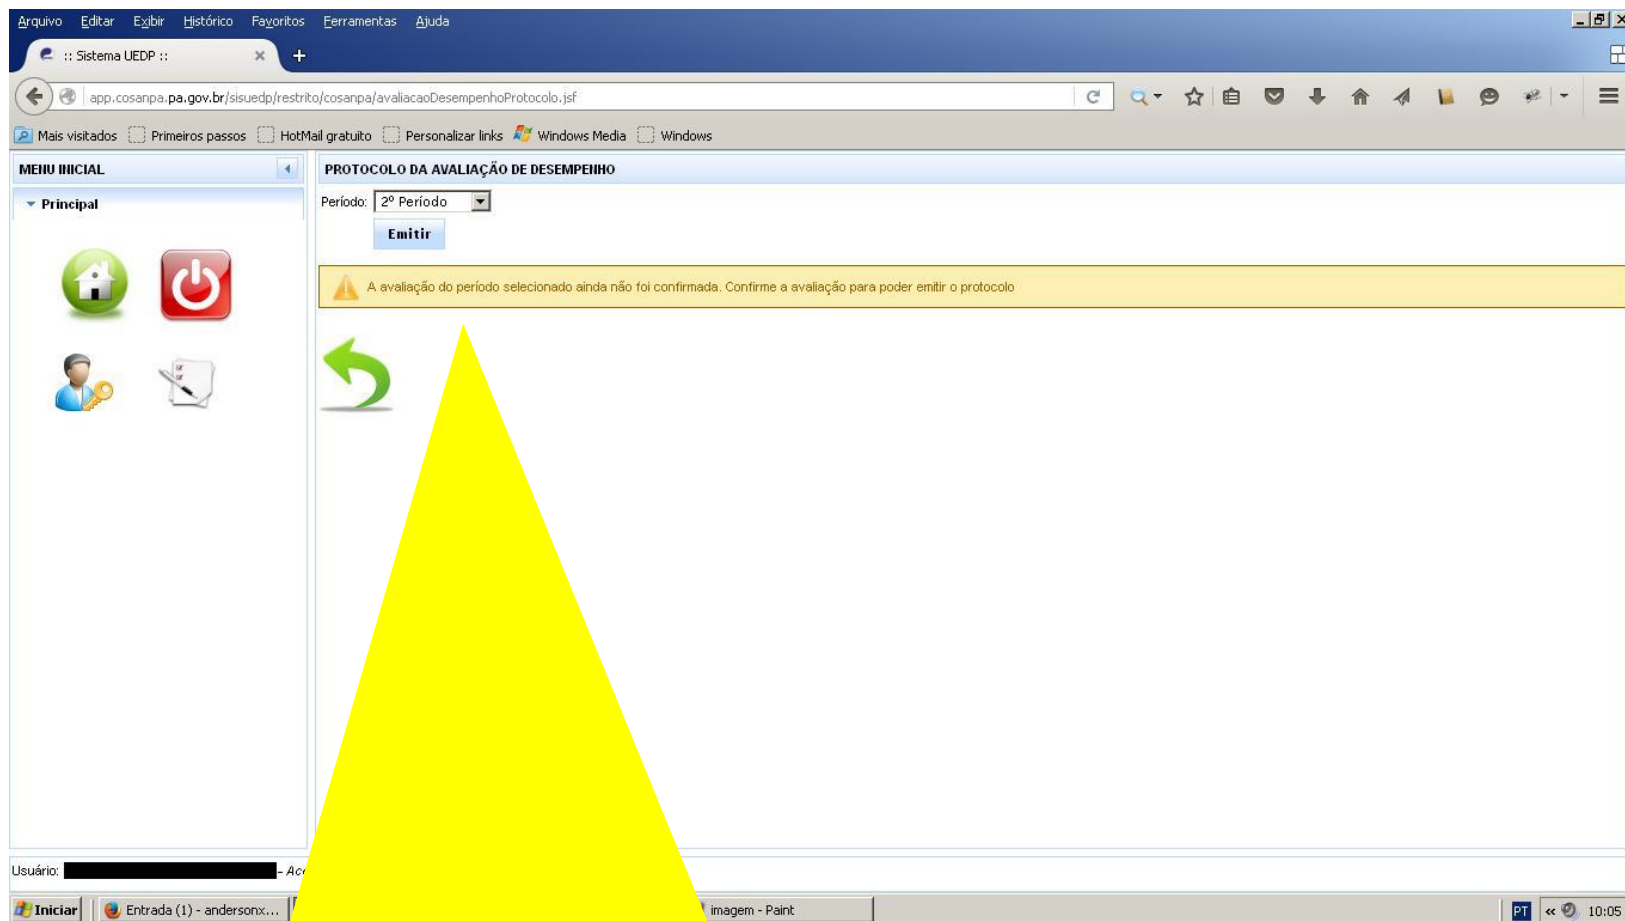 Arquivo Editar Exibir Histórico Favoritos Ferramentas Ajuda
:: Sistema UEDP ::
app.cosanpa.pa.gov.br/sisuedp/restrito/cosanpa/avaliacaoDesempenhoProtocolo.jsf
Mais visitados Primeiros passos HotMail gratuito Personalizar links Windows Media Windows
MENU INICIAL
PROTOCOLO DA AVALIAÇÃO DE DESEMPENHO
Principal
Período: 2º Período
Emitir
A avaliação do período selecionado ainda não foi confirmada. Confirme a avaliação para poder emitir o protocolo
Usuário: - Ac
Iniciar Entrada (1) - andersonx... imagem - Paint PT « 10:05